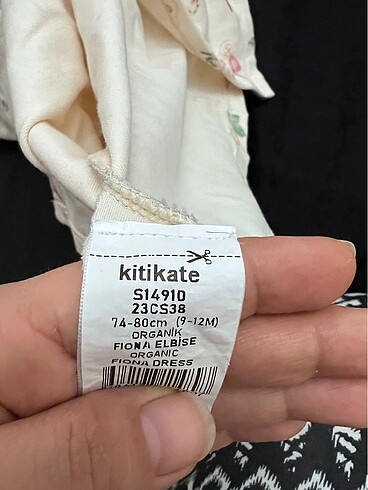 kitikate
S14910
23CS38
74-80cm (9-12M)
ORGANİK
FIONA ELBİSE
ORGANIC
FIONA DRESS